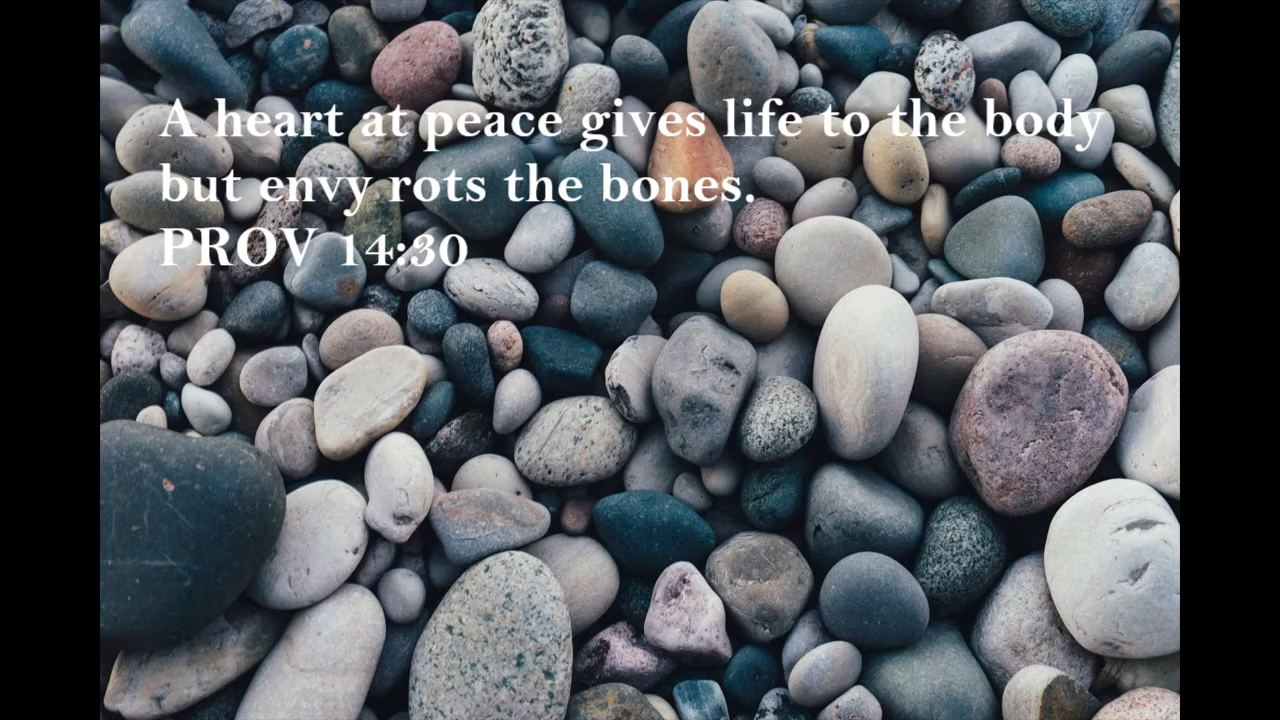 A heart at peace gives life to the body
but envy rots the bones.
PROV 14:30